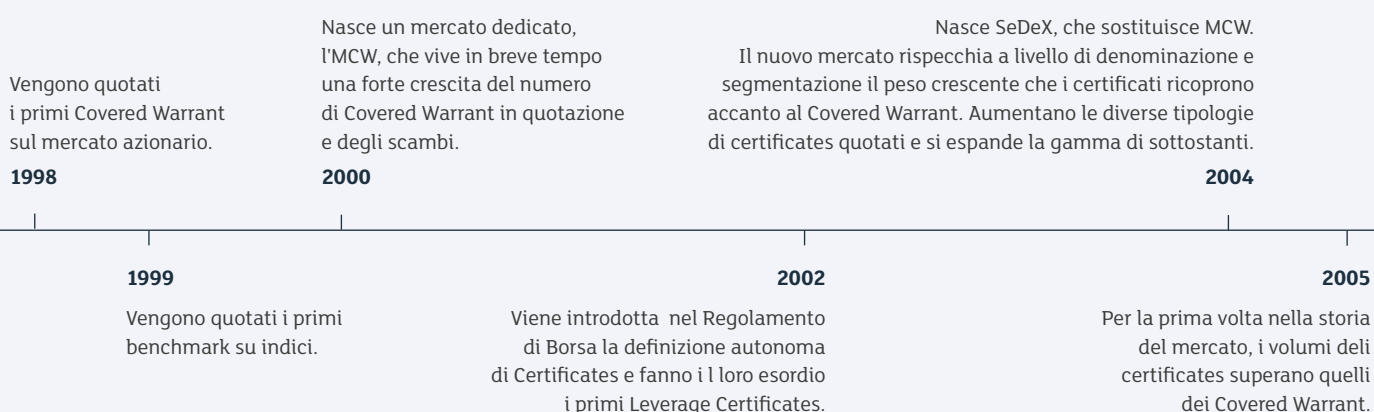 Vengono quotati
i primi Covered Warrant
sul mercato azionario.
1998
1999
Vengono quotati i primi
benchmark su indici.
Nasce un mercato dedicato,
l'MCW, che vive in breve tempo
una forte crescita del numero
di Covered Warrant in quotazione
e degli scambi.
2000
2002
Viene introdotta nel Regolamento
di Borsa la definizione autonoma
di Certificates e fanno i l loro esordio
i primi Leverage Certificates.
Nasce SeDeX, che sostituisce MCW.
Il nuovo mercato rispecchia a livello di denominazione e
segmentazione il peso crescente che i certificati ricoprono
accanto al Covered Warrant. Aumentano le diverse tipologie
di certificates quotati e si espande la gamma di sottostanti.
2004
2005
Per la prima volta nella storia
del mercato, i volumi deli
certificates superano quelli
dei Covered Warrant.